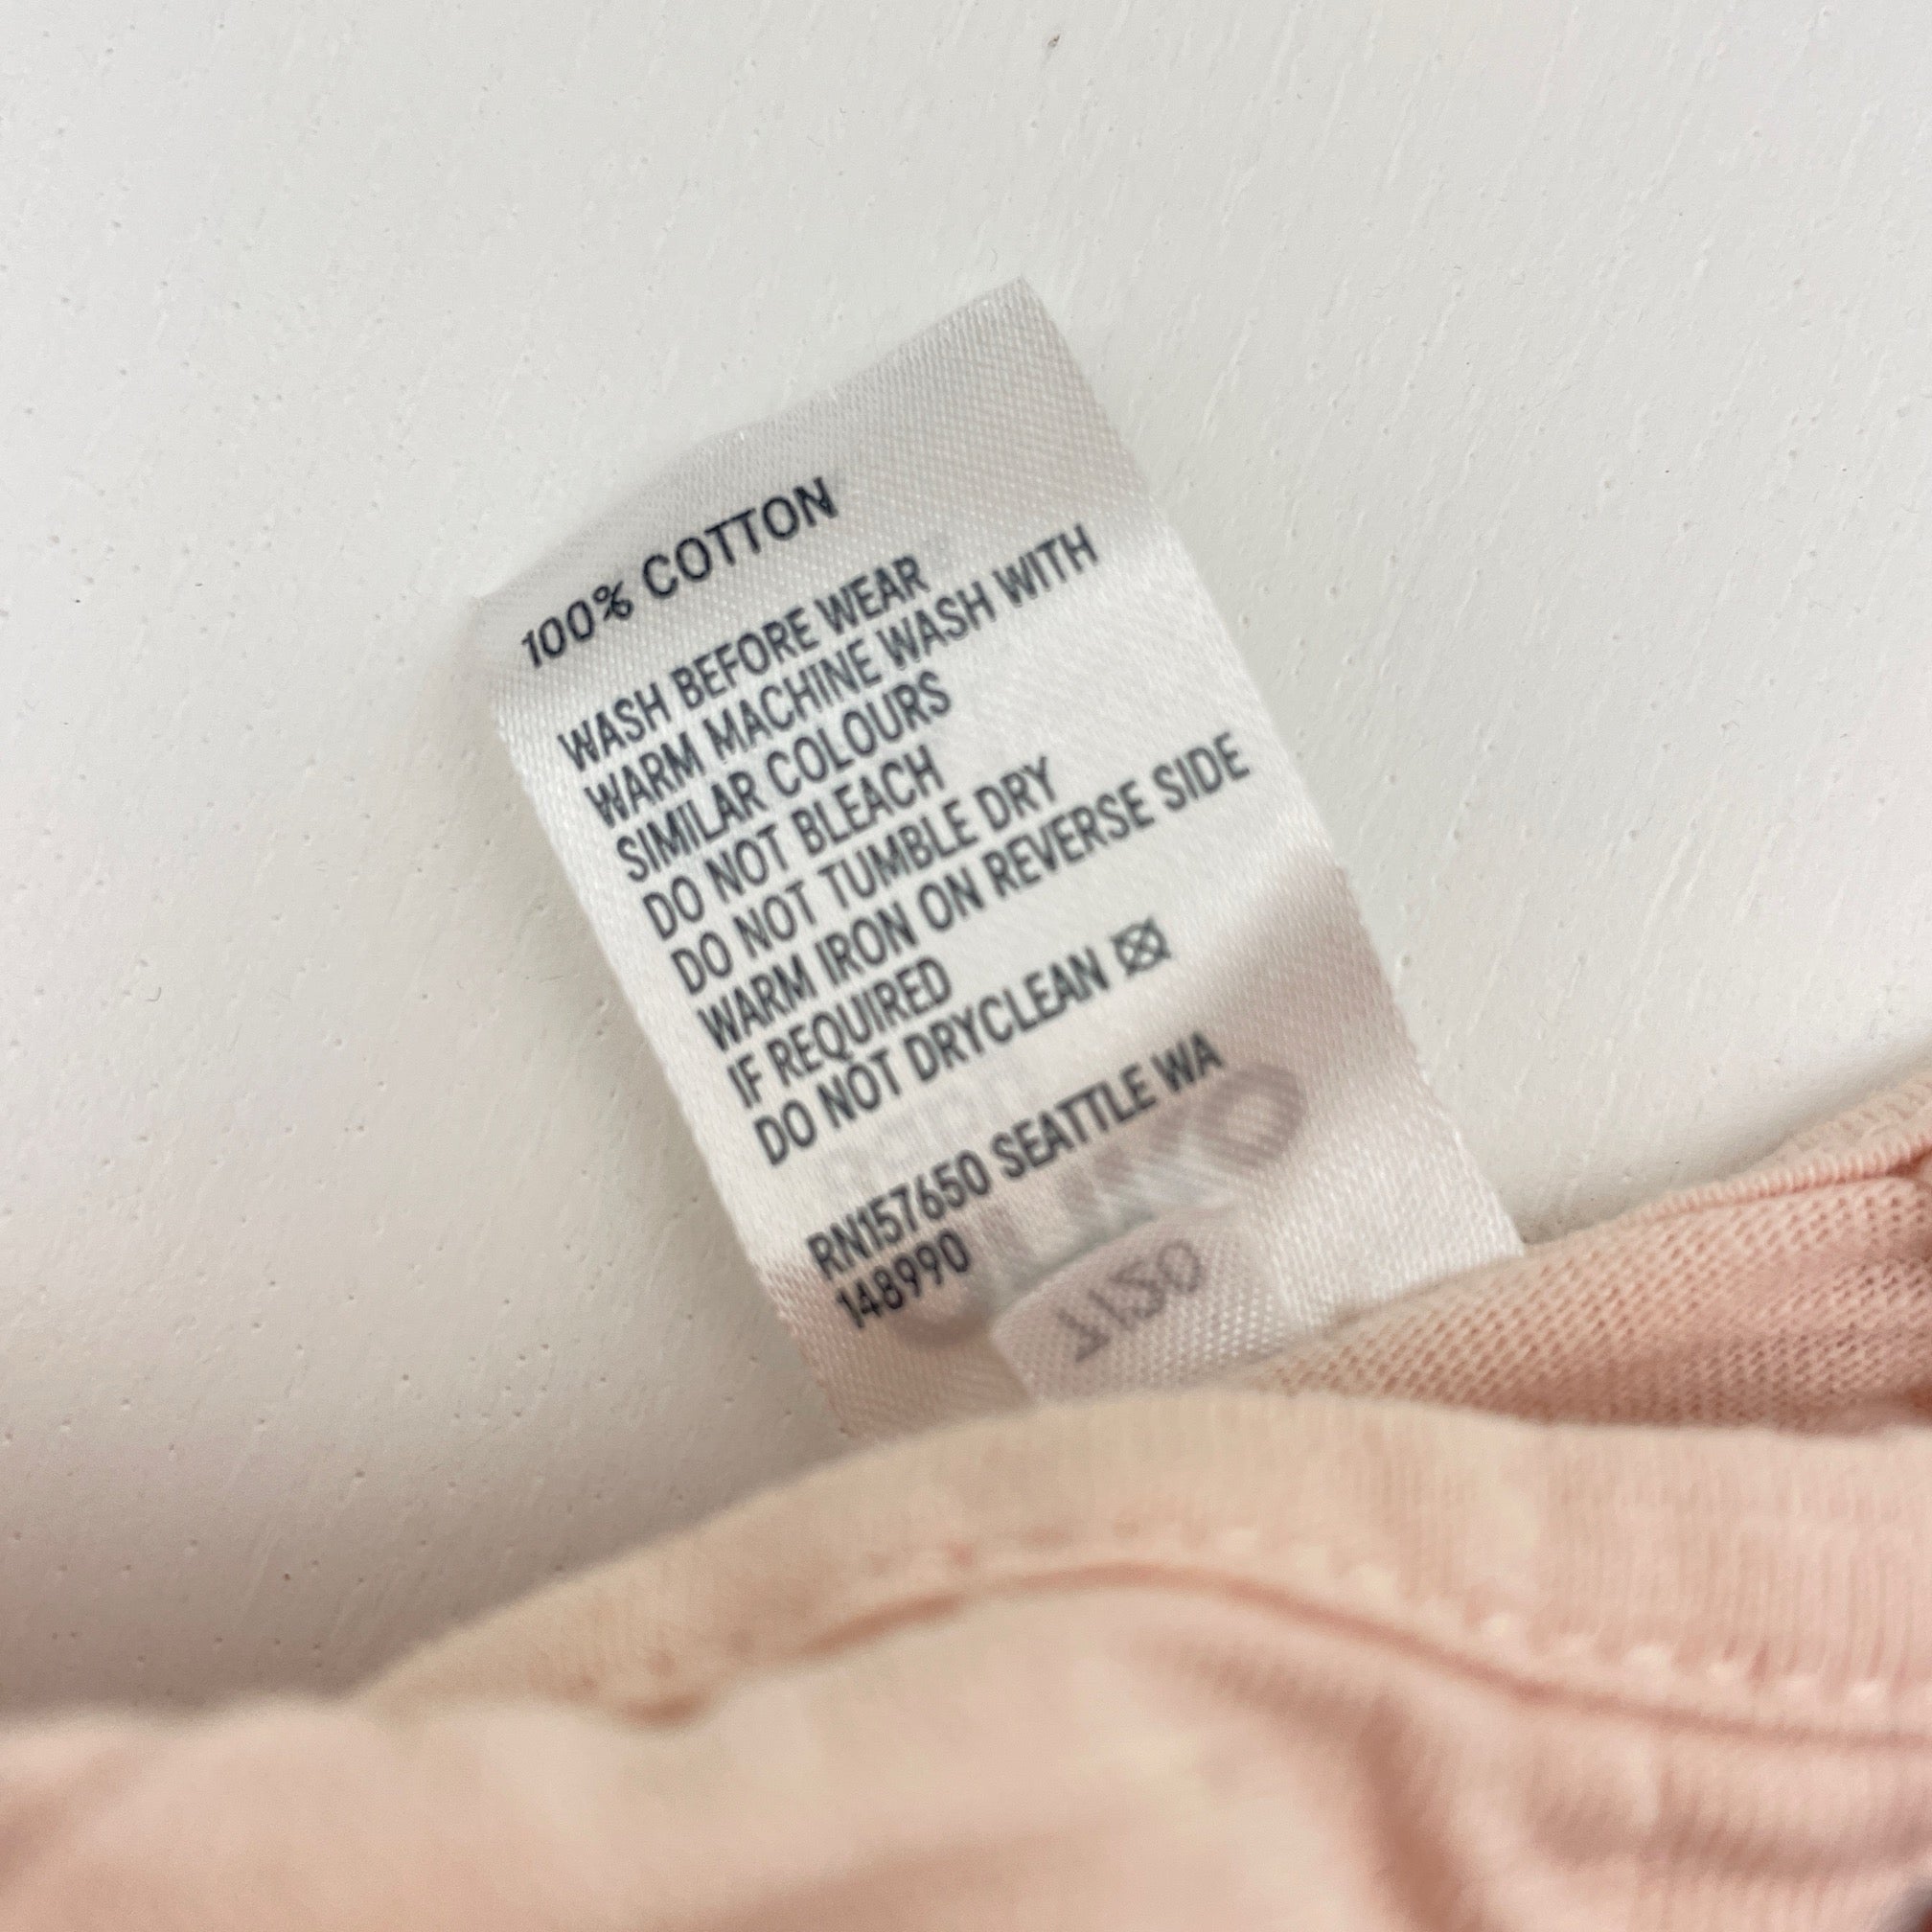 100% COTTON
WASH BEFORE WEAR
WARM MACHINE WASH WITH
SIMILAR COLOURS
DO NOT BLEACH
DO NOT TUMBLE DRY
WARM IRON ON REVERSE SIDE
IF REQUIRED
DO NOT DRYCLEAN
RN157650 SEATTLE WA
148990